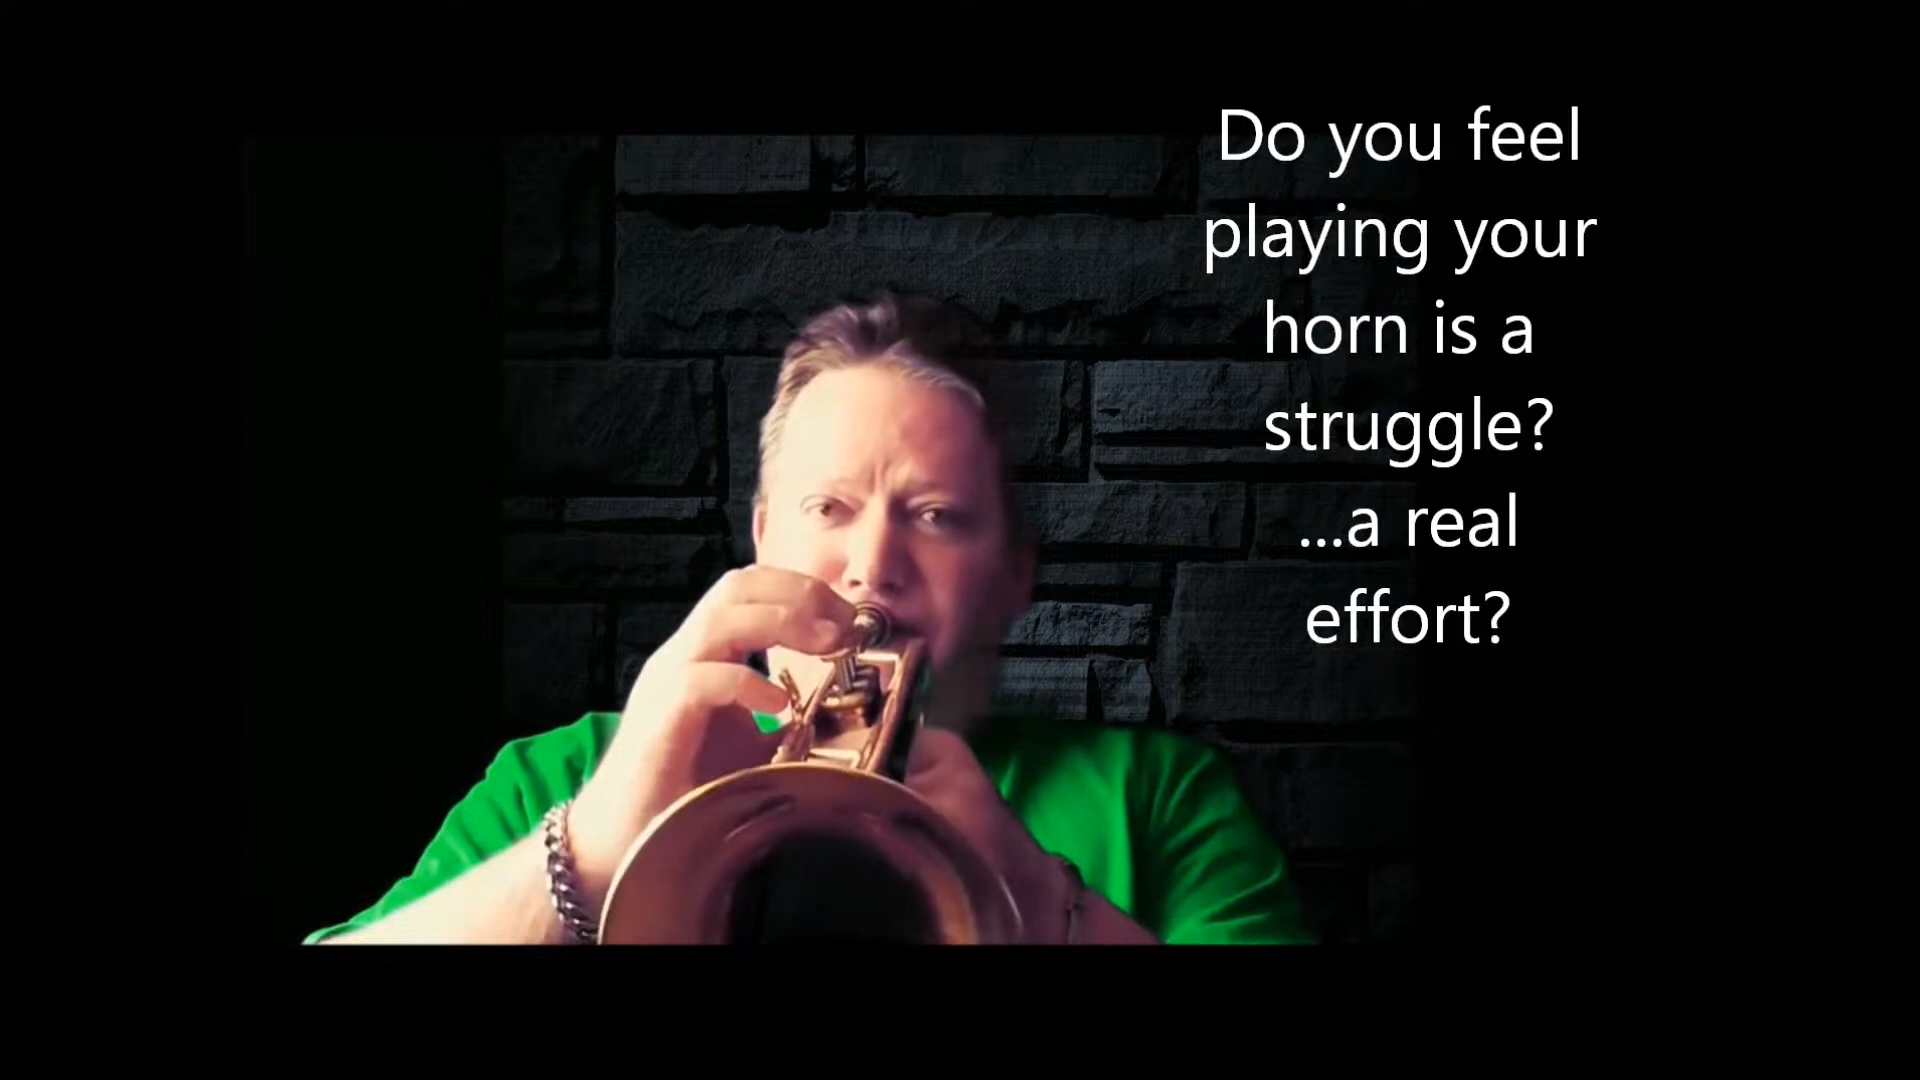 Do you feel
playing your
horn is a
struggle?
...a real
effort?